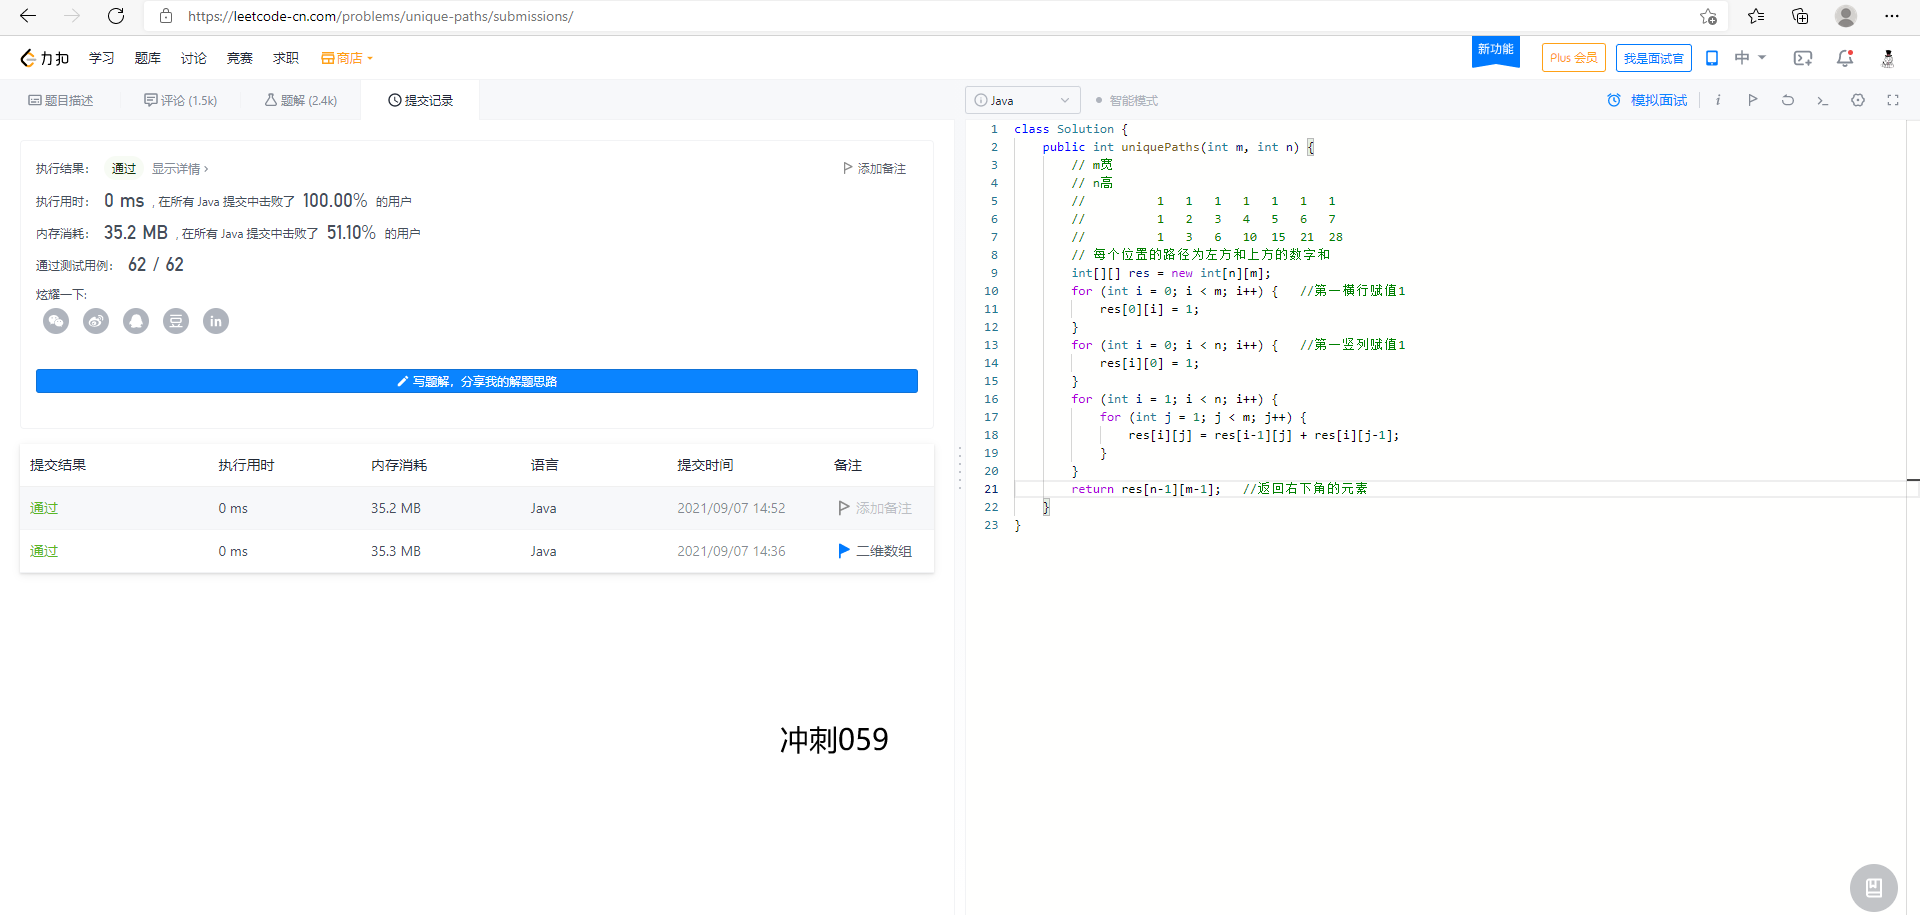 https://leetcode-cn.com/problems/unique-paths/submissions/
力扣 学习 题库 讨论 竞赛 求职 商店 新功能 Plus 会员 我是面试官 中
题目描述 评论 (1.5k) 题解 (2.4k) 提交记录
执行结果： 通过 显示详情 › 添加备注
执行用时： 0 ms , 在所有 Java 提交中击败了 100.00% 的用户
内存消耗： 35.2 MB , 在所有 Java 提交中击败了 51.10% 的用户
通过测试用例： 62 / 62
炫耀一下:
豆 in
写题解，分享我的解题思路
提交结果 执行用时 内存消耗 语言 提交时间 备注
通过 0 ms 35.2 MB Java 2021/09/07 14:52 添加备注
通过 0 ms 35.3 MB Java 2021/09/07 14:36 二维数组
冲刺059
Java 智能模式 模拟面试 i
1 class Solution {
2 public int uniquePaths(int m, int n) {
3 // m宽
4 // n高
5 // 1 1 1 1 1 1 1
6 // 1 2 3 4 5 6 7
7 // 1 3 6 10 15 21 28
8 // 每个位置的路径为左方和上方的数字和
9 int[][] res = new int[n][m];
10 for (int i = 0; i < m; i++) { //第一横行赋值1
11 res[0][i] = 1;
12 }
13 for (int i = 0; i < n; i++) { //第一竖列赋值1
14 res[i][0] = 1;
15 }
16 for (int i = 1; i < n; i++) {
17 for (int j = 1; j < m; j++) {
18 res[i][j] = res[i-1][j] + res[i][j-1];
19 }
20 }
21 return res[n-1][m-1]; //返回右下角的元素
22 }
23 }